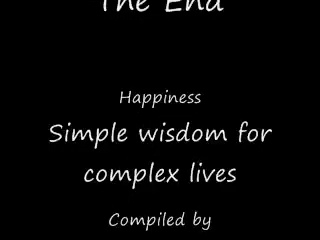 The End
Happiness
Simple wisdom for
complex lives
Compiled by